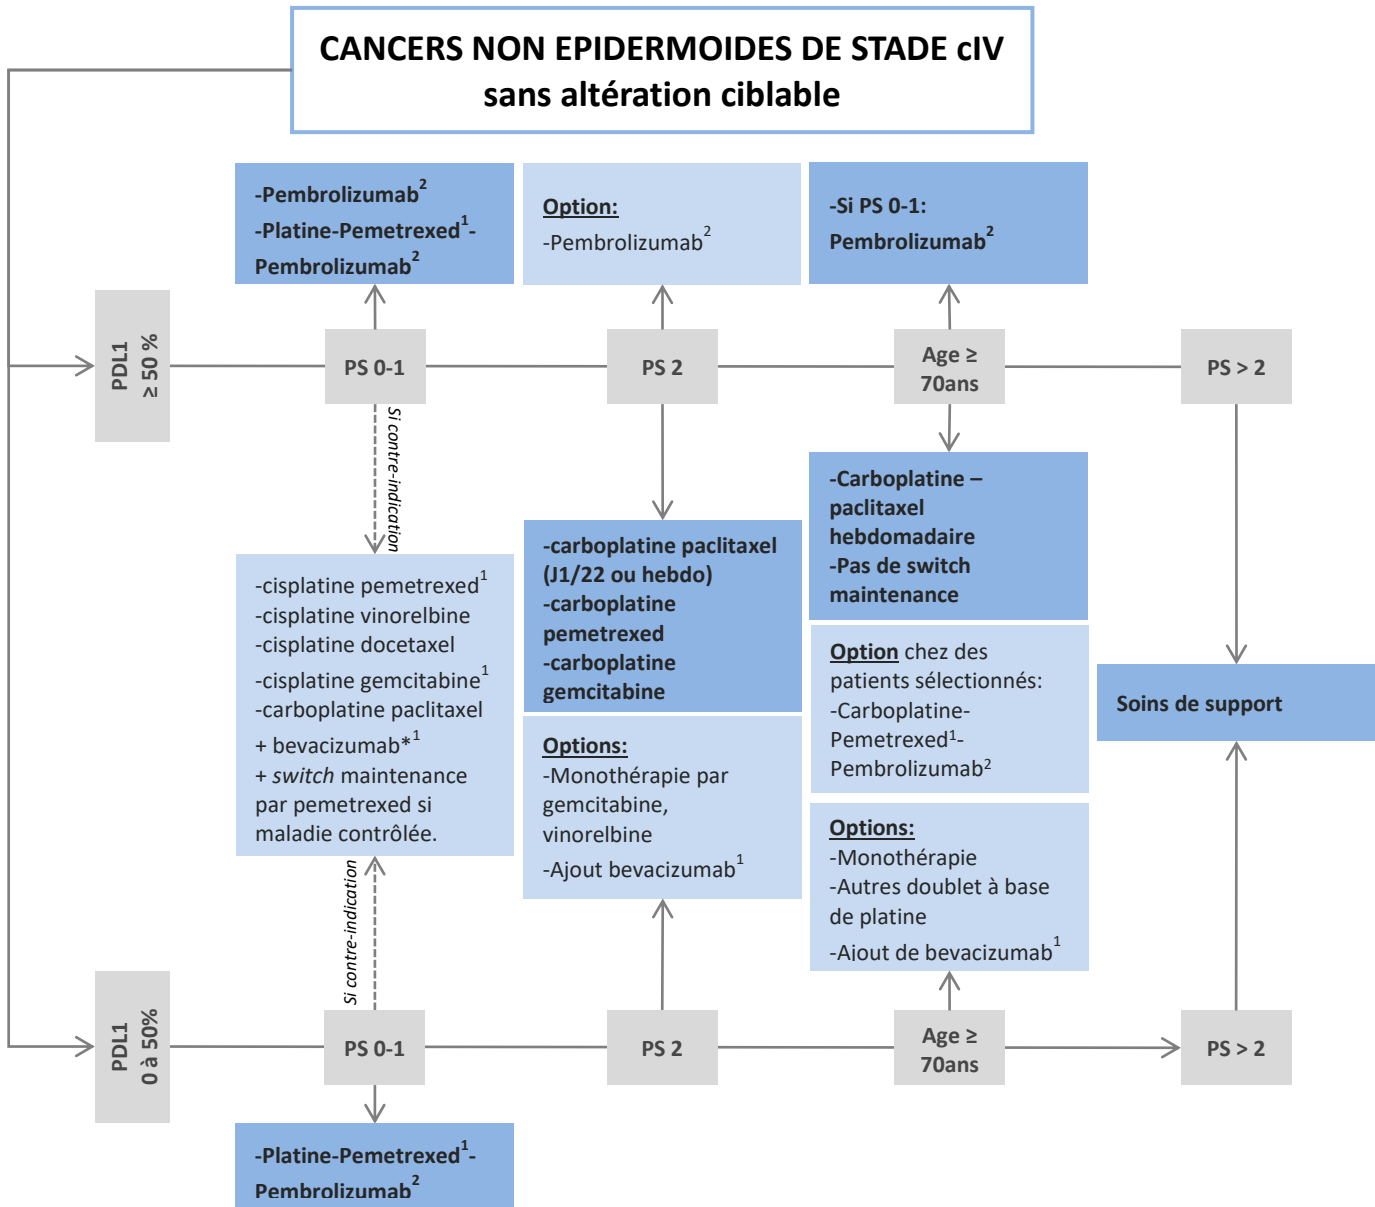 CANCERS NON EPIDERMOIDES DE STADE cIV
sans altération ciblable
-Pembrolizumab²
-Platine-Pemetrexed¹-
Pembrolizumab²
Option:
-Pembrolizumab²
-Si PS 0-1:
Pembrolizumab²
PDL1
≥ 50 %
PS 0-1
PS 2
Age ≥
70ans
PS > 2
Si contre-indication
-cisplatine pemetrexed¹
-cisplatine vinorelbine
-cisplatine docetaxel
-cisplatine gemcitabine¹
-carboplatine paclitaxel
+ bevacizumab*¹
+ switch maintenance
par pemetrexed si
maladie contrôlée.
-carboplatine paclitaxel
(J1/22 ou hebdo)
-carboplatine
pemetrexed
-carboplatine
gemcitabine
Options:
-Monothérapie par
gemcitabine,
vinorelbine
-Ajout bevacizumab¹
-Carboplatine –
paclitaxel
hebdomadaire
-Pas de switch
maintenance
Option chez des
patients sélectionnés:
-Carboplatine-
Pemetrexed¹-
Pembrolizumab²
Options:
-Monothérapie
-Autres doublet à base
de platine
-Ajout de bevacizumab¹
Soins de support
Si contre-indication
PDL1
0 à 50%
PS 0-1
PS 2
Age ≥
70ans
PS > 2
-Platine-Pemetrexed¹-
Pembrolizumab²